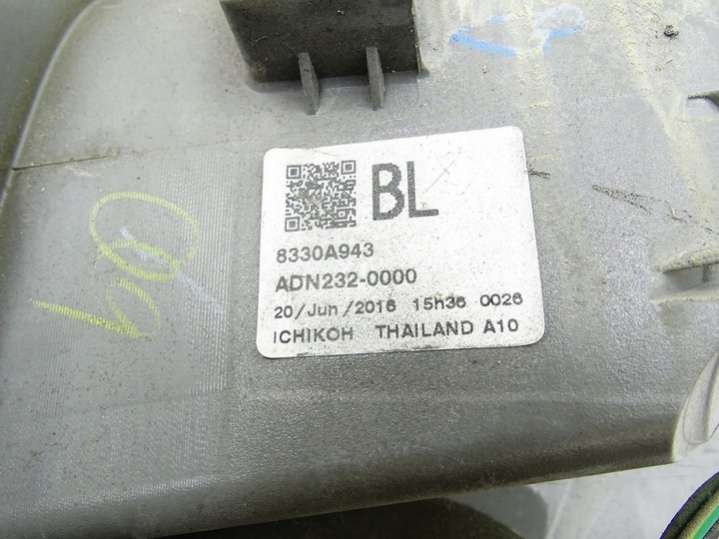 BL
8330A943
ADN232-0000
20/Jun/2016 15h36 0026
ICHIKOH THAILAND A10